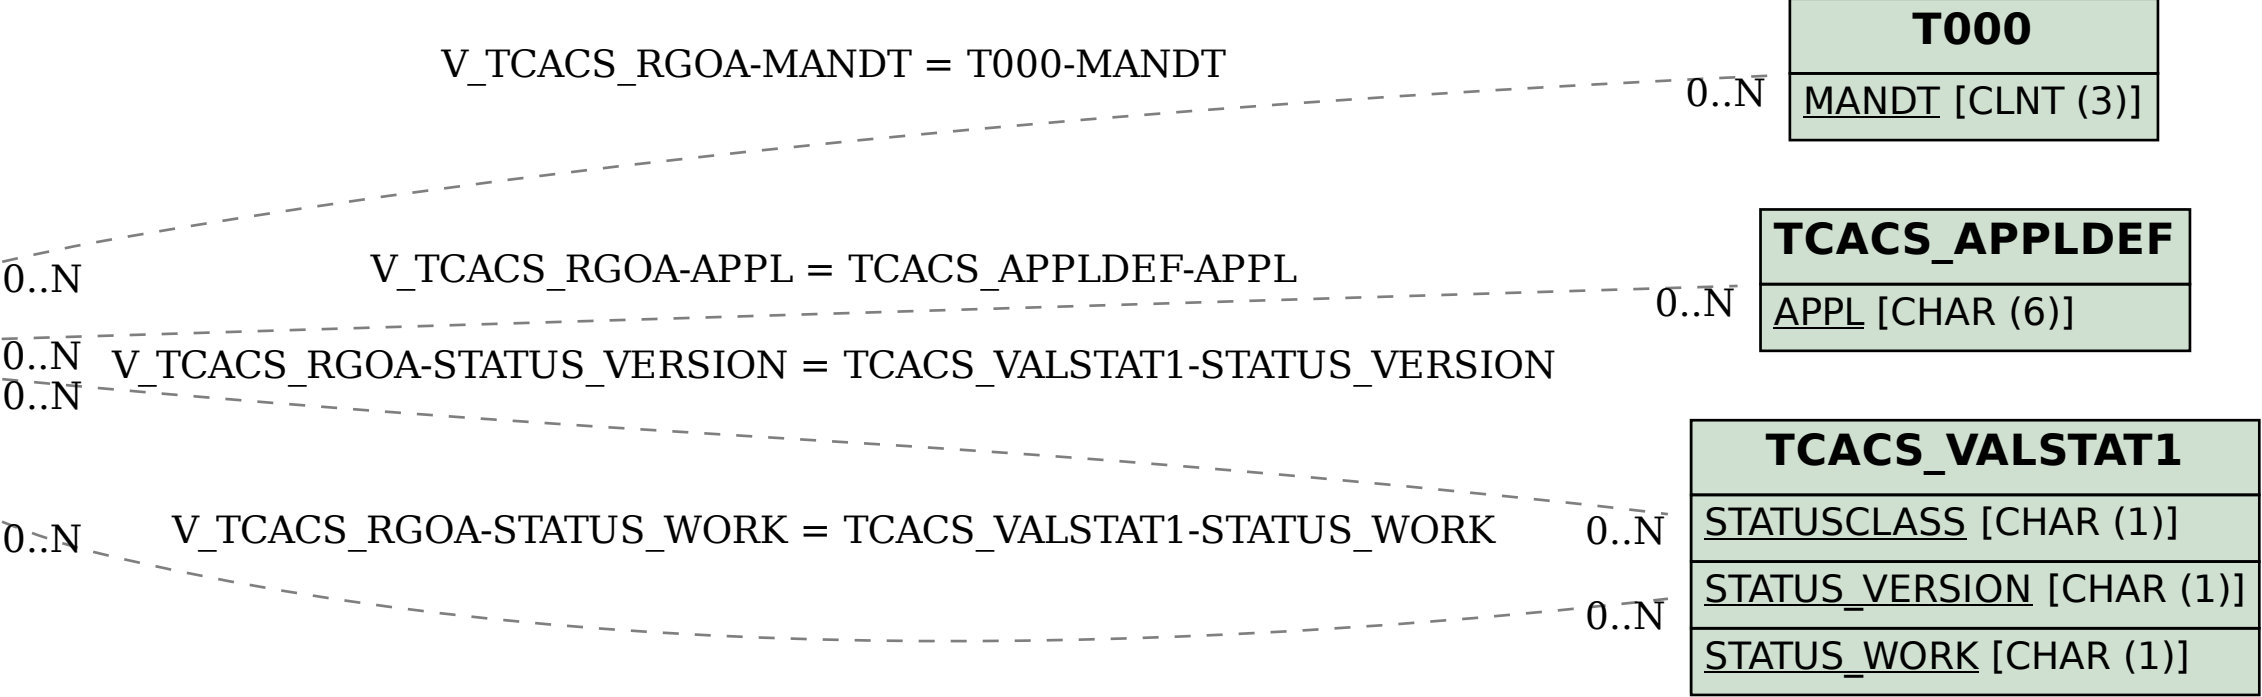 T000
V_TCACS_RGOA-MANDT = T000-MANDT
0..N
MANDT [CLNT (3)]
TCACS_APPLDEF
0..N
V_TCACS_RGOA-APPL = TCACS_APPLDEF-APPL
0..N
APPL [CHAR (6)]
0..N
V_TCACS_RGOA-STATUS_VERSION = TCACS_VALSTAT1-STATUS_VERSION
0..N
TCACS_VALSTAT1
STATUSCLASS [CHAR (1)]
0..N
V_TCACS_RGOA-STATUS_WORK = TCACS_VALSTAT1-STATUS_WORK
0..N
STATUS_VERSION [CHAR (1)]
0..N
STATUS_WORK [CHAR (1)]